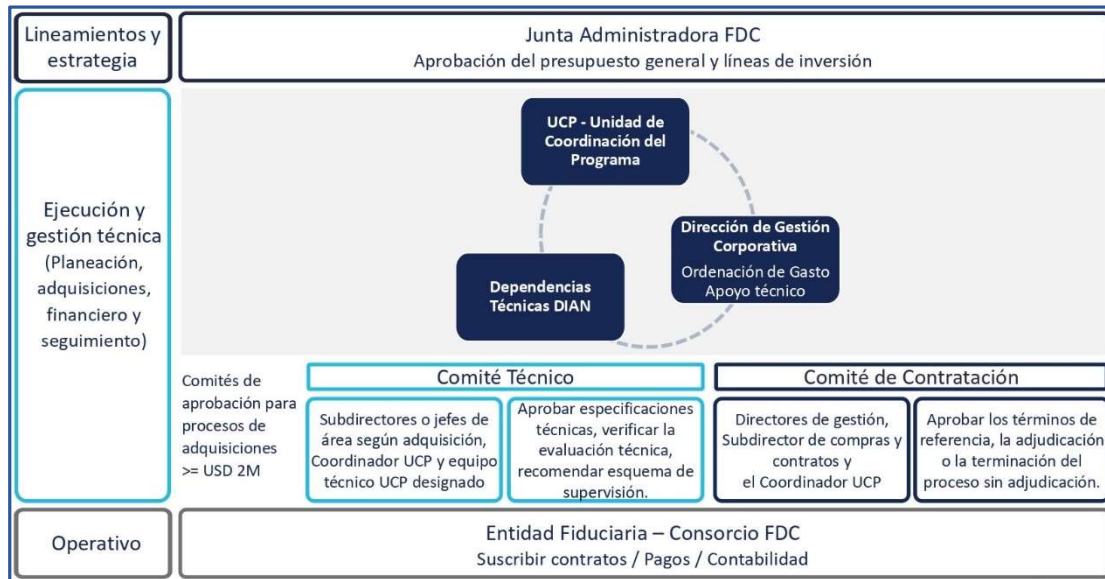 Lineamientos y
estrategia
Junta Administradora FDC
Aprobación del presupuesto general y líneas de inversión
Ejecución y
gestión técnica
(Planeación,
adquisiciones,
financiero y
seguimiento)
UCP - Unidad de
Coordinación del
Programa
Dirección de Gestión
Corporativa
Ordenación de Gasto
Apoyo técnico
Dependencias
Técnicas DIAN
Comités de
aprobación para
procesos de
adquisiciones
>= USD 2M
Comité Técnico
Subdirectores o jefes de
área según adquisición,
Coordinador UCP y equipo
técnico UCP designado
Aprobar especificaciones
técnicas, verificar la
evaluación técnica,
recomendar esquema de
supervisión.
Comité de Contratación
Directores de gestión,
Subdirector de compras y
contratos y
el Coordinador UCP
Aprobar los términos de
referencia, la adjudicación
o la terminación del
proceso sin adjudicación.
Operativo
Entidad Fiduciaria – Consorcio FDC
Suscribir contratos / Pagos / Contabilidad